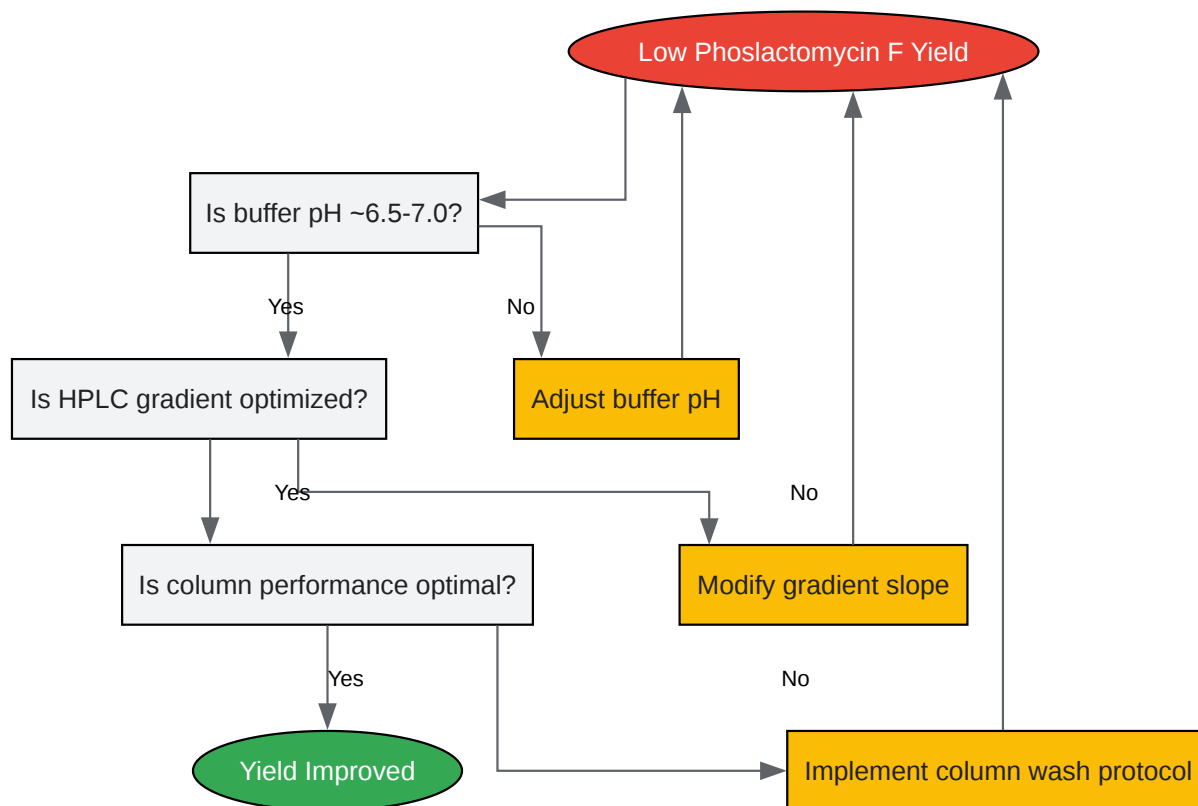 Low Phoslactomycin F Yield
Is buffer pH ~6.5-7.0?
Yes
No
Is HPLC gradient optimized?
Adjust buffer pH
Yes
No
Is column performance optimal?
Modify gradient slope
Yes
No
Yield Improved
Implement column wash protocol